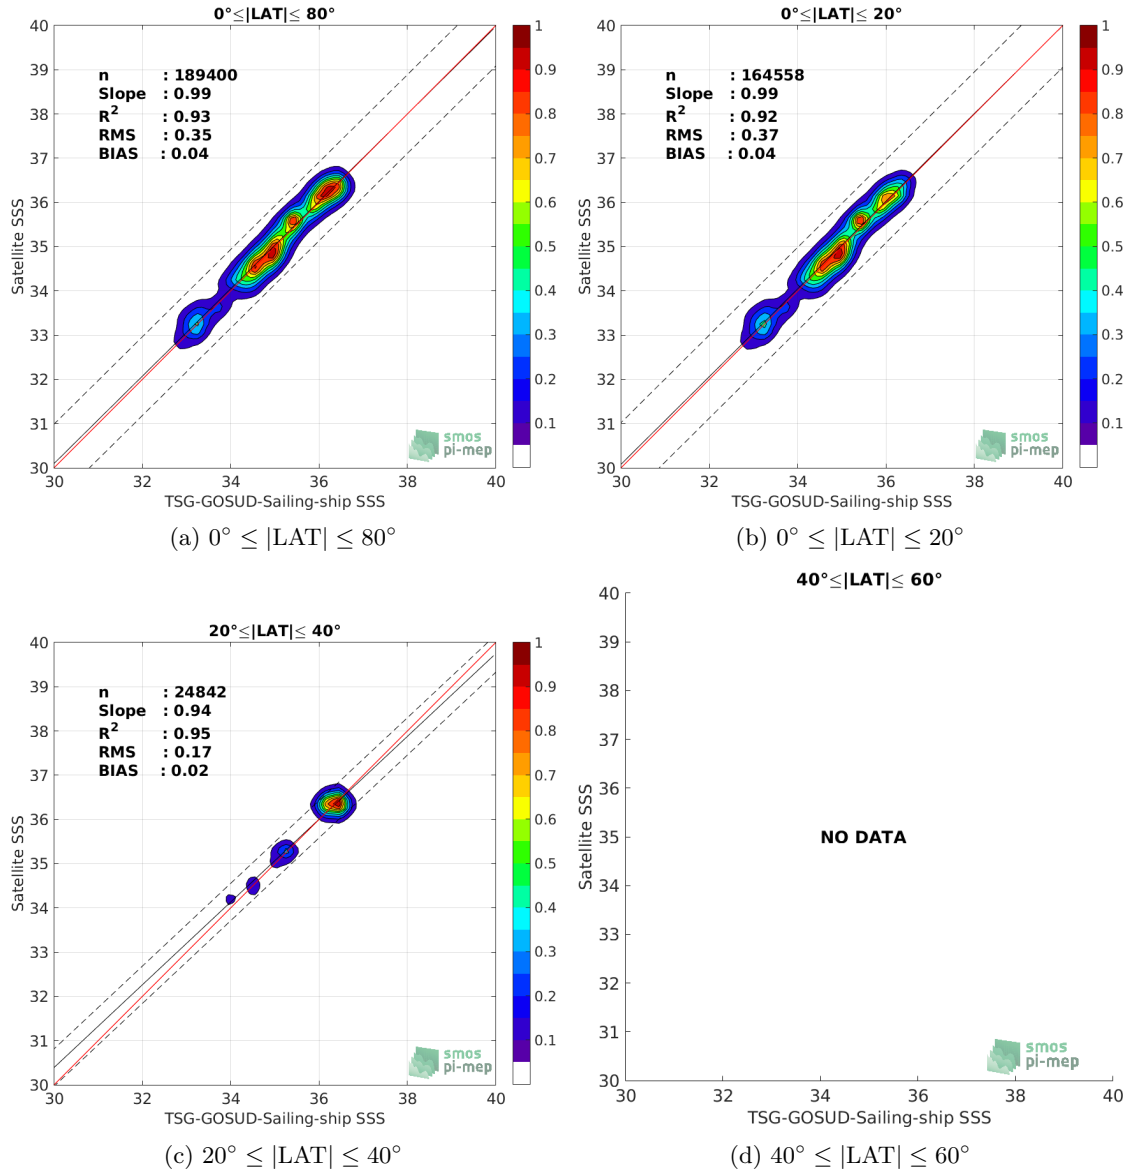 0°≤|LAT|≤ 80°
40
39
38
37
36
35
34
33
32
31
30
Satellite SSS
n : 189400
Slope : 0.99
R² : 0.93
RMS : 0.35
BIAS : 0.04
smos
pi-mep
30 32 34 36 38 40
TSG-GOSUD-Sailing-ship SSS
1
0.9
0.8
0.7
0.6
0.5
0.4
0.3
0.2
0.1
(a) 0° ≤ |LAT| ≤ 80°
0°≤|LAT|≤ 20°
40
39
38
37
36
35
34
33
32
31
30
Satellite SSS
n : 164558
Slope : 0.99
R² : 0.92
RMS : 0.37
BIAS : 0.04
smos
pi-mep
30 32 34 36 38 40
TSG-GOSUD-Sailing-ship SSS
1
0.9
0.8
0.7
0.6
0.5
0.4
0.3
0.2
0.1
(b) 0° ≤ |LAT| ≤ 20°
20°≤|LAT|≤ 40°
40
39
38
37
36
35
34
33
32
31
30
Satellite SSS
n : 24842
Slope : 0.94
R² : 0.95
RMS : 0.17
BIAS : 0.02
smos
pi-mep
30 32 34 36 38 40
TSG-GOSUD-Sailing-ship SSS
1
0.9
0.8
0.7
0.6
0.5
0.4
0.3
0.2
0.1
(c) 20° ≤ |LAT| ≤ 40°
40°≤|LAT|≤ 60°
40
39
38
37
36
35
34
33
32
31
30
Satellite SSS
NO DATA
smos
pi-mep
30 32 34 36 38 40
TSG-GOSUD-Sailing-ship SSS
(d) 40° ≤ |LAT| ≤ 60°